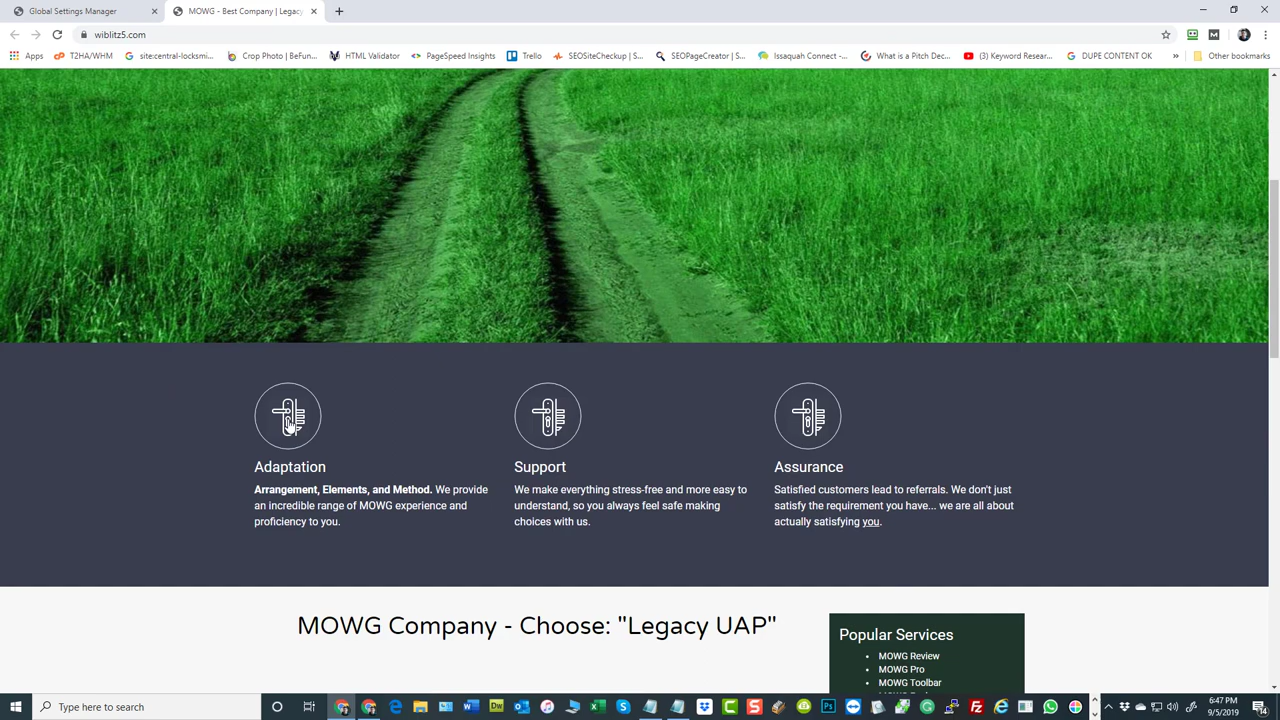 Global Settings Manager
MOWG - Best Company | Legacy
wiblitz5.com
Apps
T2HA/WHM
site:central-locksmi...
Crop Photo | BeFun...
HTML Validator
PageSpeed Insights
Trello
SEOSiteCheckup | S...
SEOPageCreator | S...
Issaquah Connect -...
What is a Pitch Dec...
(3) Keyword Resear...
DUPE CONTENT OK
Other bookmarks
Adaptation
Arrangement, Elements, and Method. We provide
an incredible range of MOWG experience and
proficiency to you.
Support
We make everything stress-free and more easy to
understand, so you always feel safe making
choices with us.
Assurance
Satisfied customers lead to referrals. We don't just
satisfy the requirement you have... we are all about
actually satisfying you.
MOWG Company - Choose: "Legacy UAP"
Popular Services
• MOWG Review
• MOWG Pro
• MOWG Toolbar
Type here to search
6:47 PM
9/5/2019